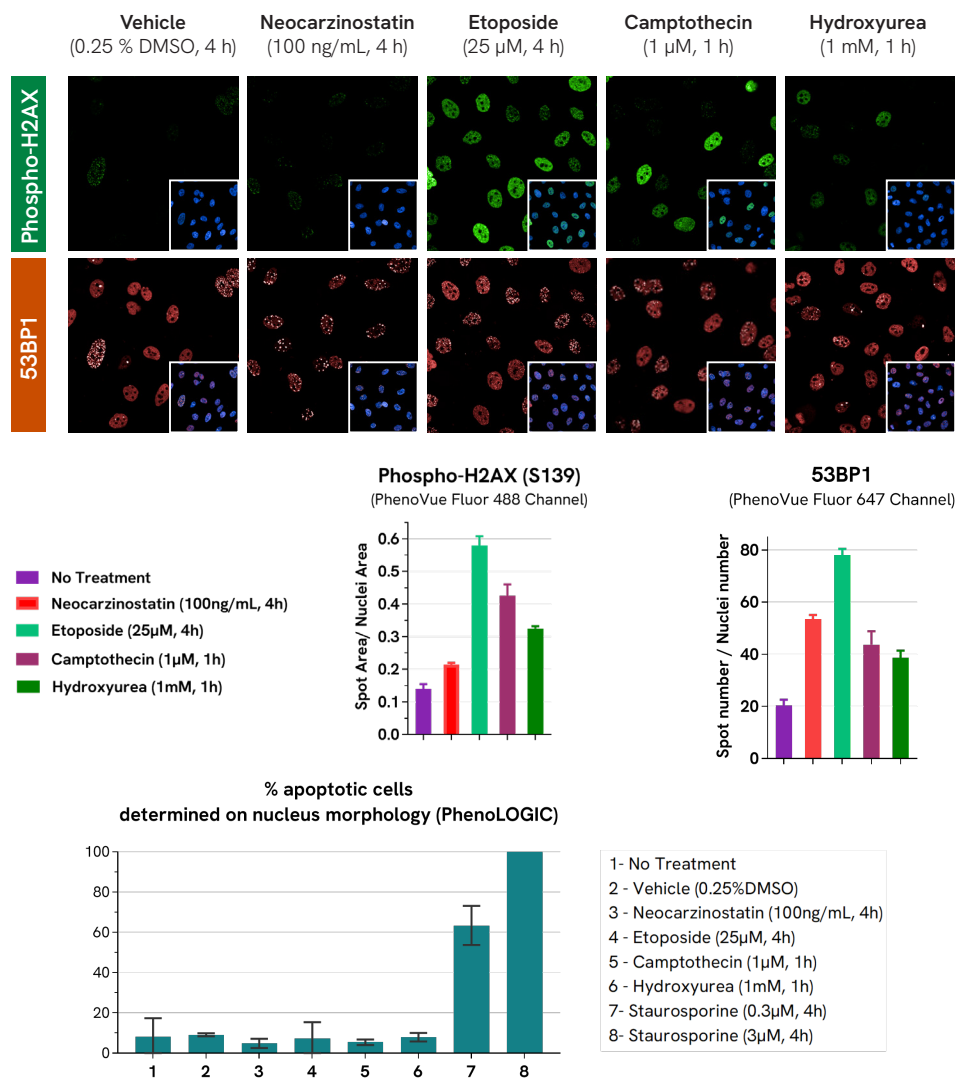 Vehicle
(0.25 % DMSO, 4 h)
Neocarzinostatin
(100 ng/mL, 4 h)
Etoposide
(25 µM, 4 h)
Camptothecin
(1 µM, 1 h)
Hydroxyurea
(1 mM, 1 h)
Phospho-H2AX
53BP1
No Treatment
Neocarzinostatin (100ng/mL, 4h)
Etoposide (25µM, 4h)
Camptothecin (1µM, 1h)
Hydroxyurea (1mM, 1h)
Phospho-H2AX (S139)
(PhenoVue Fluor 488 Channel)
Spot Area/ Nuclei Area
0.6
0.5
0.4
0.3
0.2
0.1
0.0
53BP1
(PhenoVue Fluor 647 Channel)
Spot number / Nuclei number
80
60
40
20
0
% apoptotic cells
determined on nucleus morphology (PhenoLOGIC)
100
80
60
40
20
0
1 2 3 4 5 6 7 8
1- No Treatment
2 - Vehicle (0.25%DMSO)
3 - Neocarzinostatin (100ng/mL, 4h)
4 - Etoposide (25µM, 4h)
5 - Camptothecin (1µM, 1h)
6 - Hydroxyurea (1mM, 1h)
7- Staurosporine (0.3µM, 4h)
8- Staurosporine (3µM, 4h)